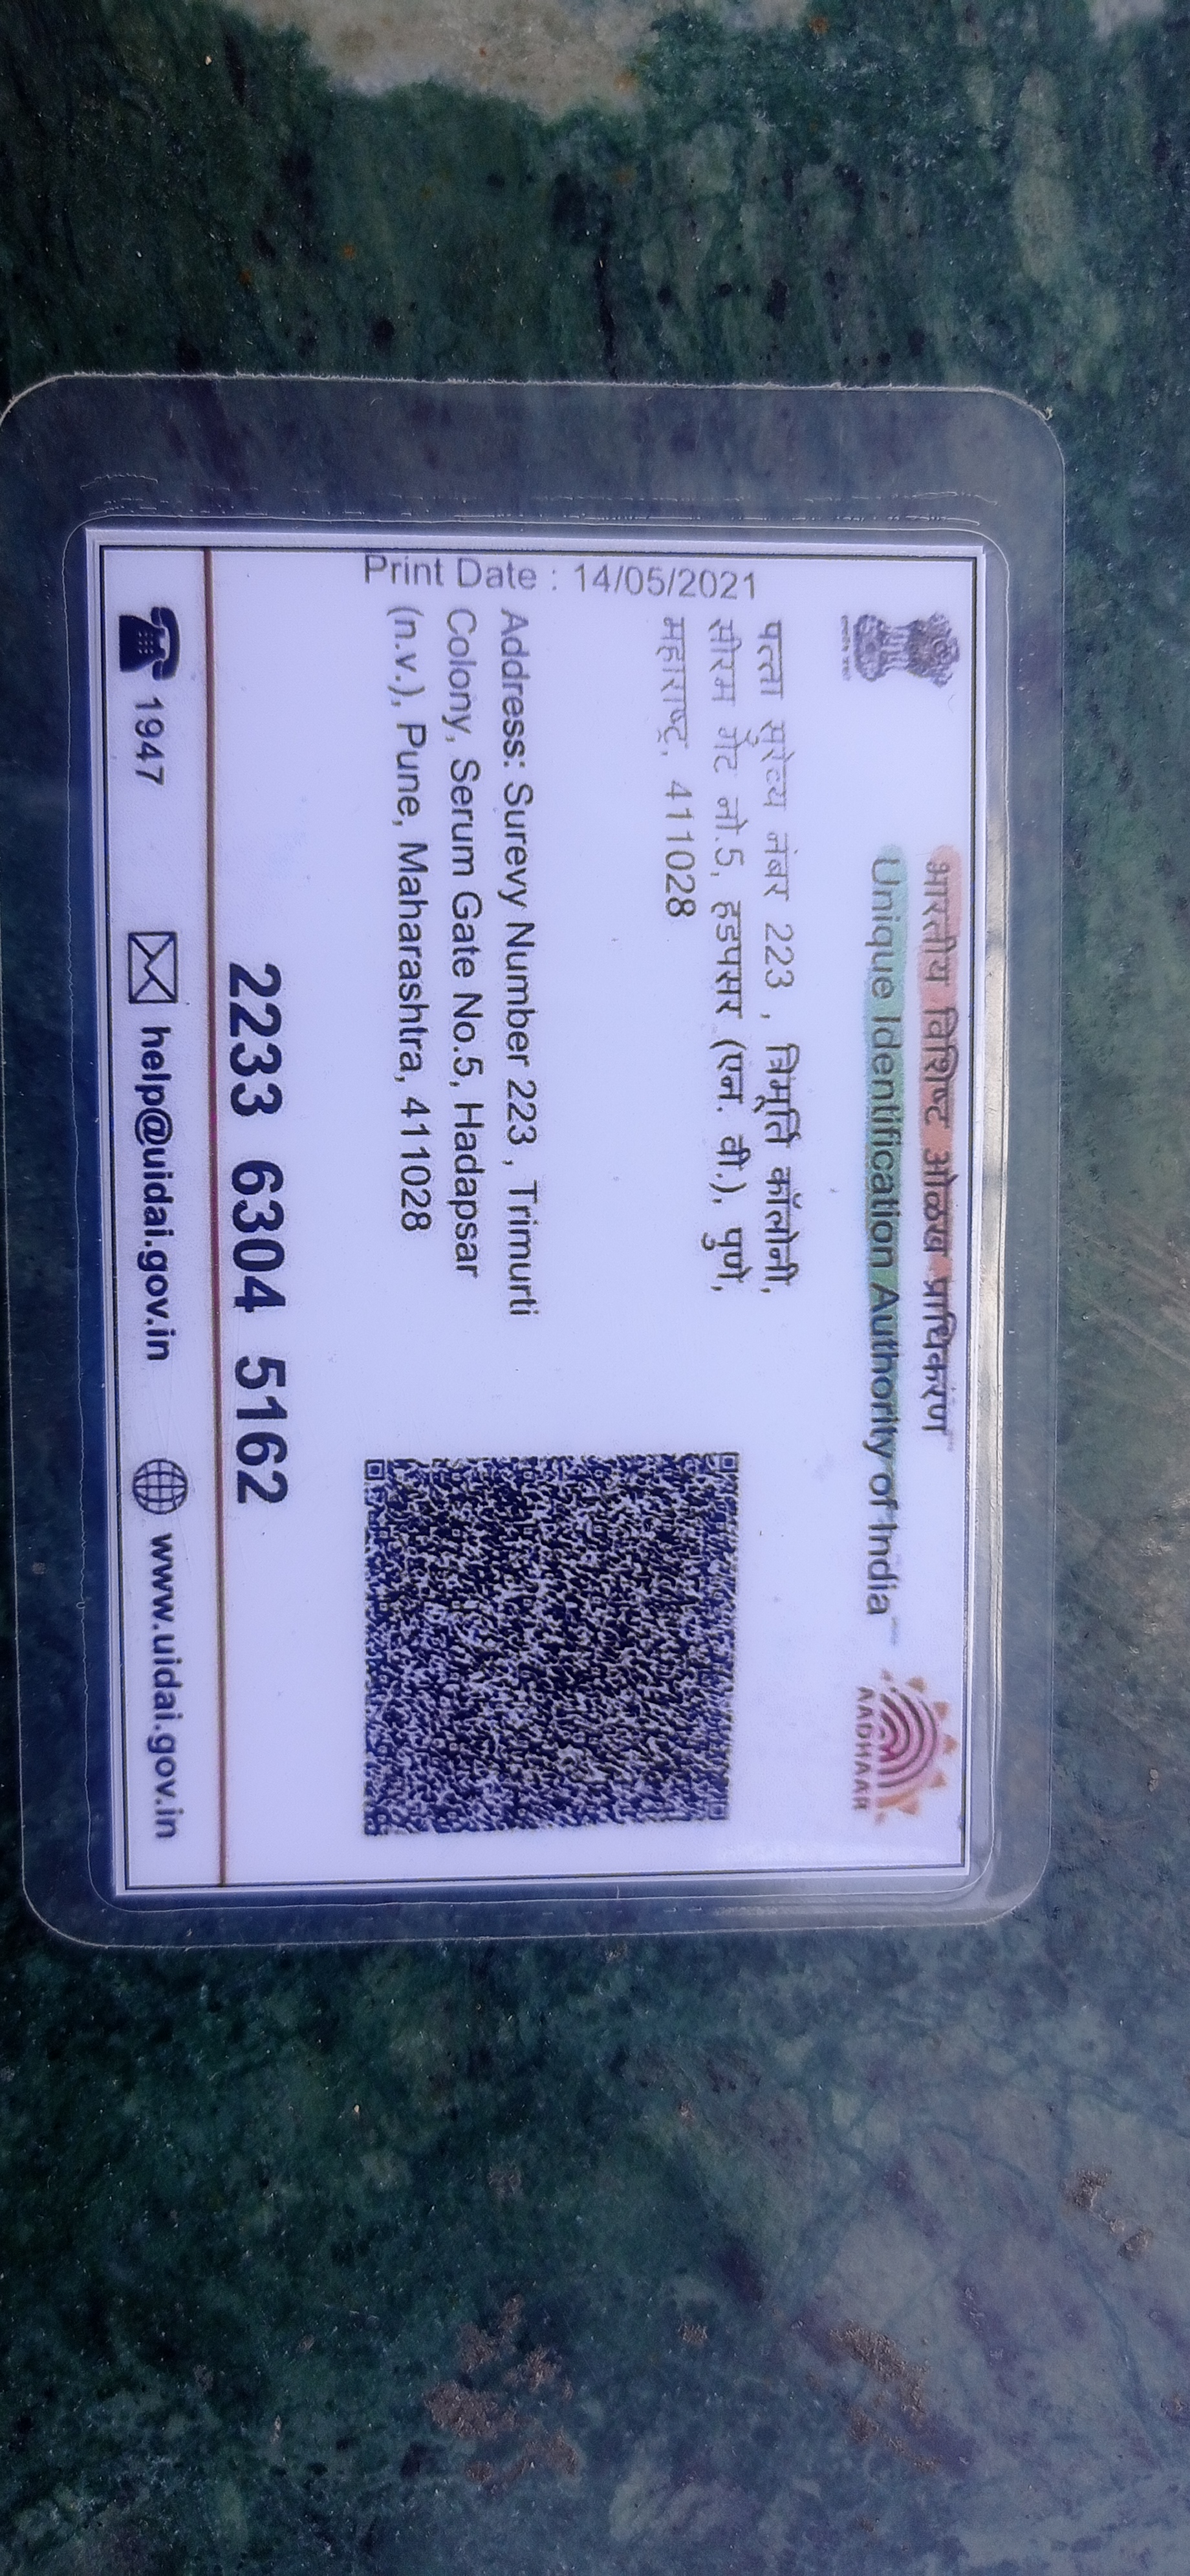 भारतीय विशिष्ट ओळख प्राधिकरण
Unique Identification Authority of India
AADHAAR
Print Date : 14/05/2021
पत्ता सुरेव्य नंबर 223 , त्रिमूर्ति कॉलोनी,
सीरम गेट नो.5, हडपसर (एन. वी.), पुणे,
महाराष्ट्र, 411028
Address: Surevy Number 223 , Trimurti
Colony, Serum Gate No.5, Hadapsar
(n.v.), Pune, Maharashtra, 411028
2233 6304 5162
1947 help@uidai.gov.in www.uidai.gov.in